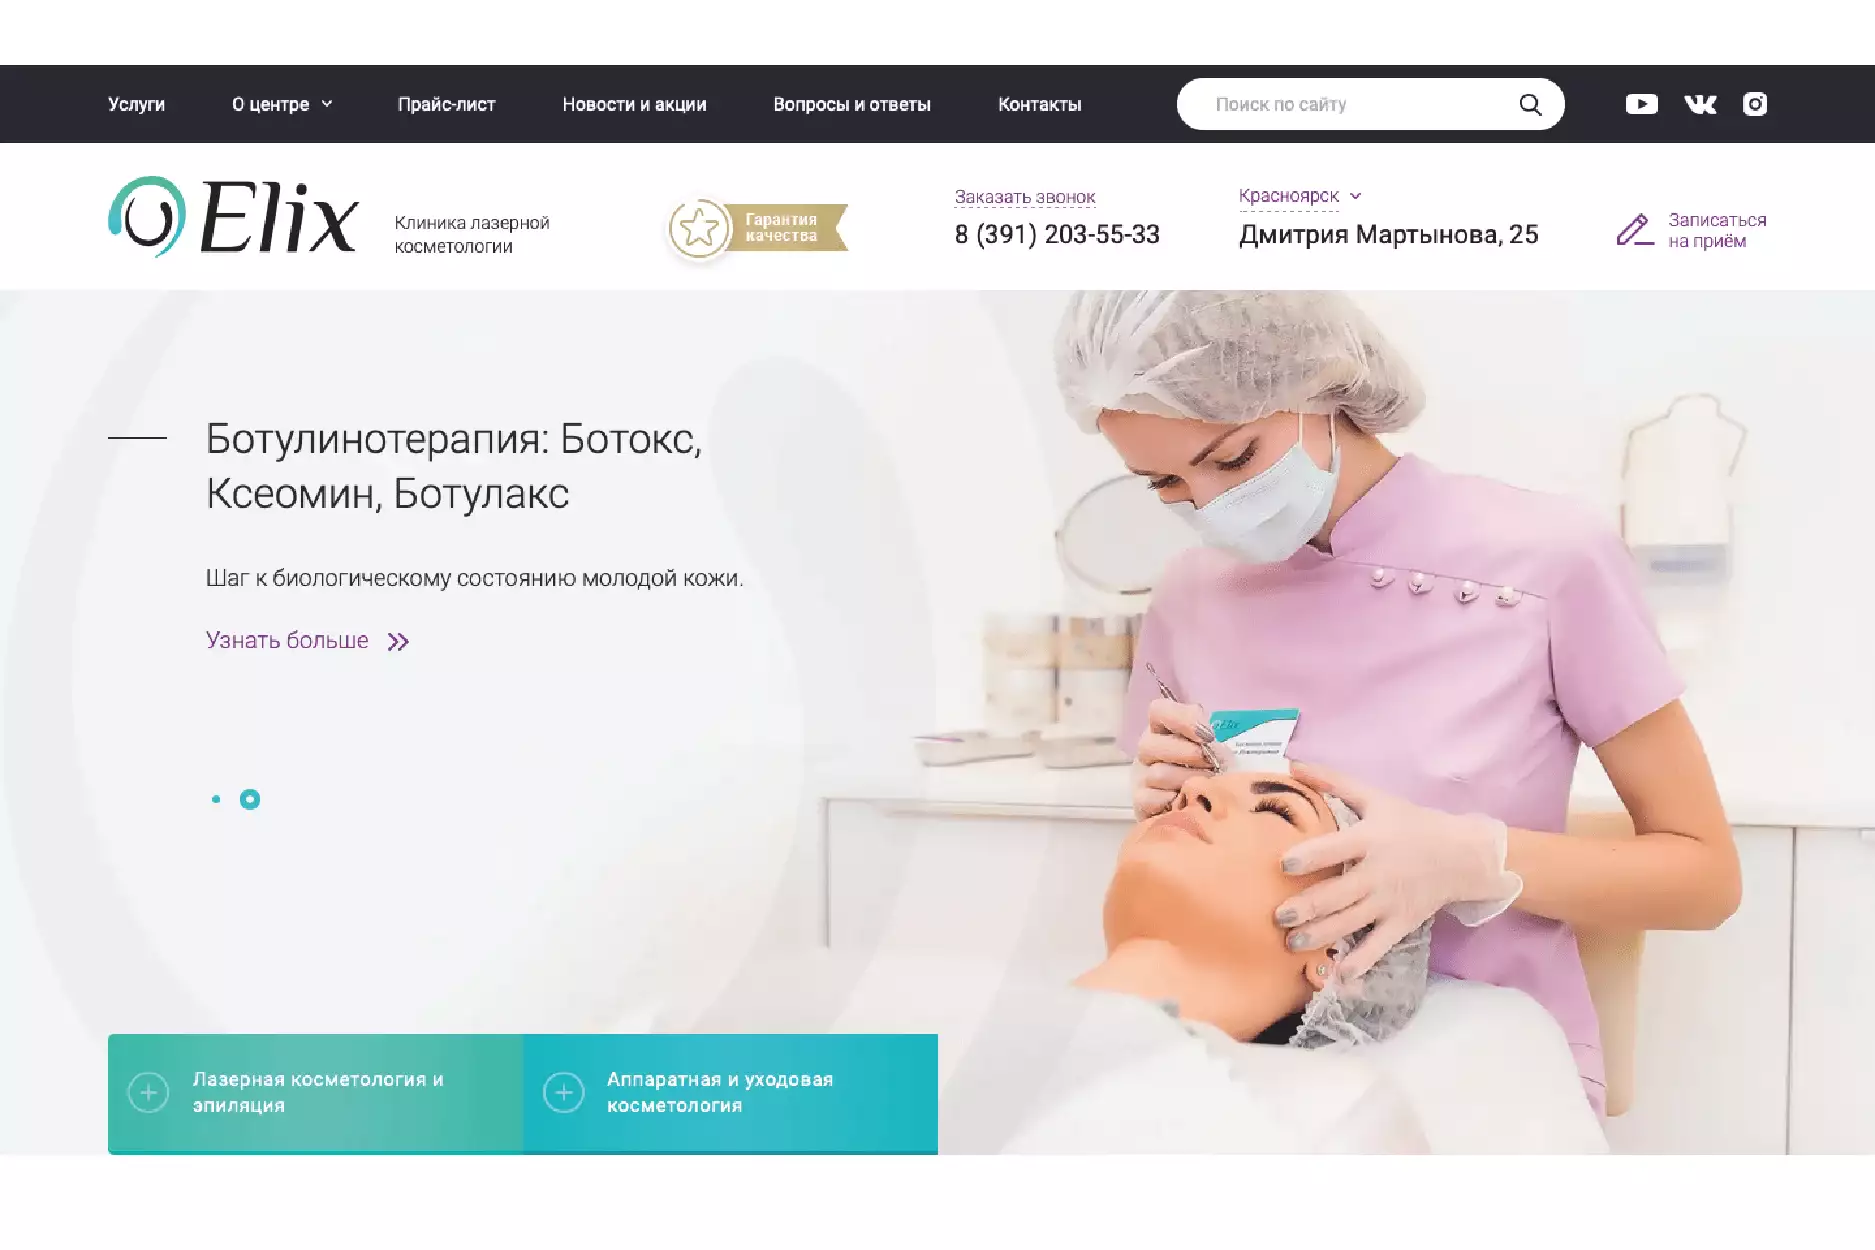 Услуги
О центре
Прайс-лист
Новости и акции
Вопросы и ответы
Контакты
Поиск по сайту
Elix
Клиника лазерной
косметологии
Гарантия
качества
Заказать звонок
8 (391) 203-55-33
Красноярск
Дмитрия Мартынова, 25
Записаться
на приём
Ботулинотерапия: Ботокс,
Ксеомин, Ботулакс
Шаг к биологическому состоянию молодой кожи.
Узнать больше
Elix
Лазерная косметология и
эпиляция
Аппаратная и уходовая
косметология